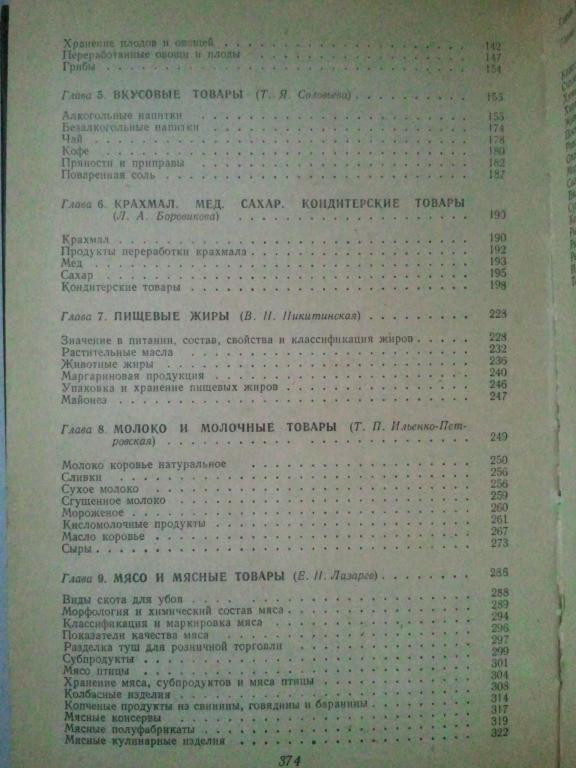 Хранение плодов и овощей . . . 142
Переработанные овощи и плоды . . . 147
Грибы . . . 154
Глава 5. ВКУСОВЫЕ ТОВАРЫ (Т. Я. Соловьева) . . . 155
Алкогольные напитки . . . 155
Безалкогольные напитки . . . 174
Чай . . . 178
Кофе . . . 180
Пряности и приправы . . . 182
Поваренная соль . . . 187
Глава 6. КРАХМАЛ. МЕД. САХАР. КОНДИТЕРСКИЕ ТОВАРЫ
(Л. А. Боровикова) . . . 190
Крахмал . . . 190
Продукты переработки крахмала . . . 192
Мед . . . 193
Сахар . . . 195
Кондитерские товары . . . 198
Глава 7. ПИЩЕВЫЕ ЖИРЫ (В. Н. Никитинская) . . . 228
Значение в питании, состав, свойства и классификация жиров . . . 228
Растительные масла . . . 232
Животные жиры . . . 236
Маргариновая продукция . . . 240
Упаковка и хранение пищевых жиров . . . 246
Майонез . . . 247
Глава 8. МОЛОКО И МОЛОЧНЫЕ ТОВАРЫ (Т. П. Ильенко-Пет-
ровская) . . . 249
Молоко коровье натуральное . . . 250
Сливки . . . 256
Сухое молоко . . . 256
Сгущенное молоко . . . 259
Мороженое . . . 260
Кисломолочные продукты . . . 261
Масло коровье . . . 267
Сыры . . . 273
Глава 9. МЯСО И МЯСНЫЕ ТОВАРЫ (Е. Н. Лазарев) . . . 286
Виды скота для убоя . . . 288
Морфология и химический состав мяса . . . 289
Классификация и маркировка мяса . . . 294
Показатели качества мяса . . . 296
Разделка туш для розничной торговли . . . 297
Субпродукты . . . 299
Мясо птицы . . . 301
Хранение мяса, субпродуктов и мяса птицы . . . 304
Колбасные изделия . . . 308
Копченые продукты из свинины, говядины и баранины . . . 314
Мясные консервы . . . 317
Мясные полуфабрикаты . . . 319
Мясные кулинарные изделия . . . 322
374